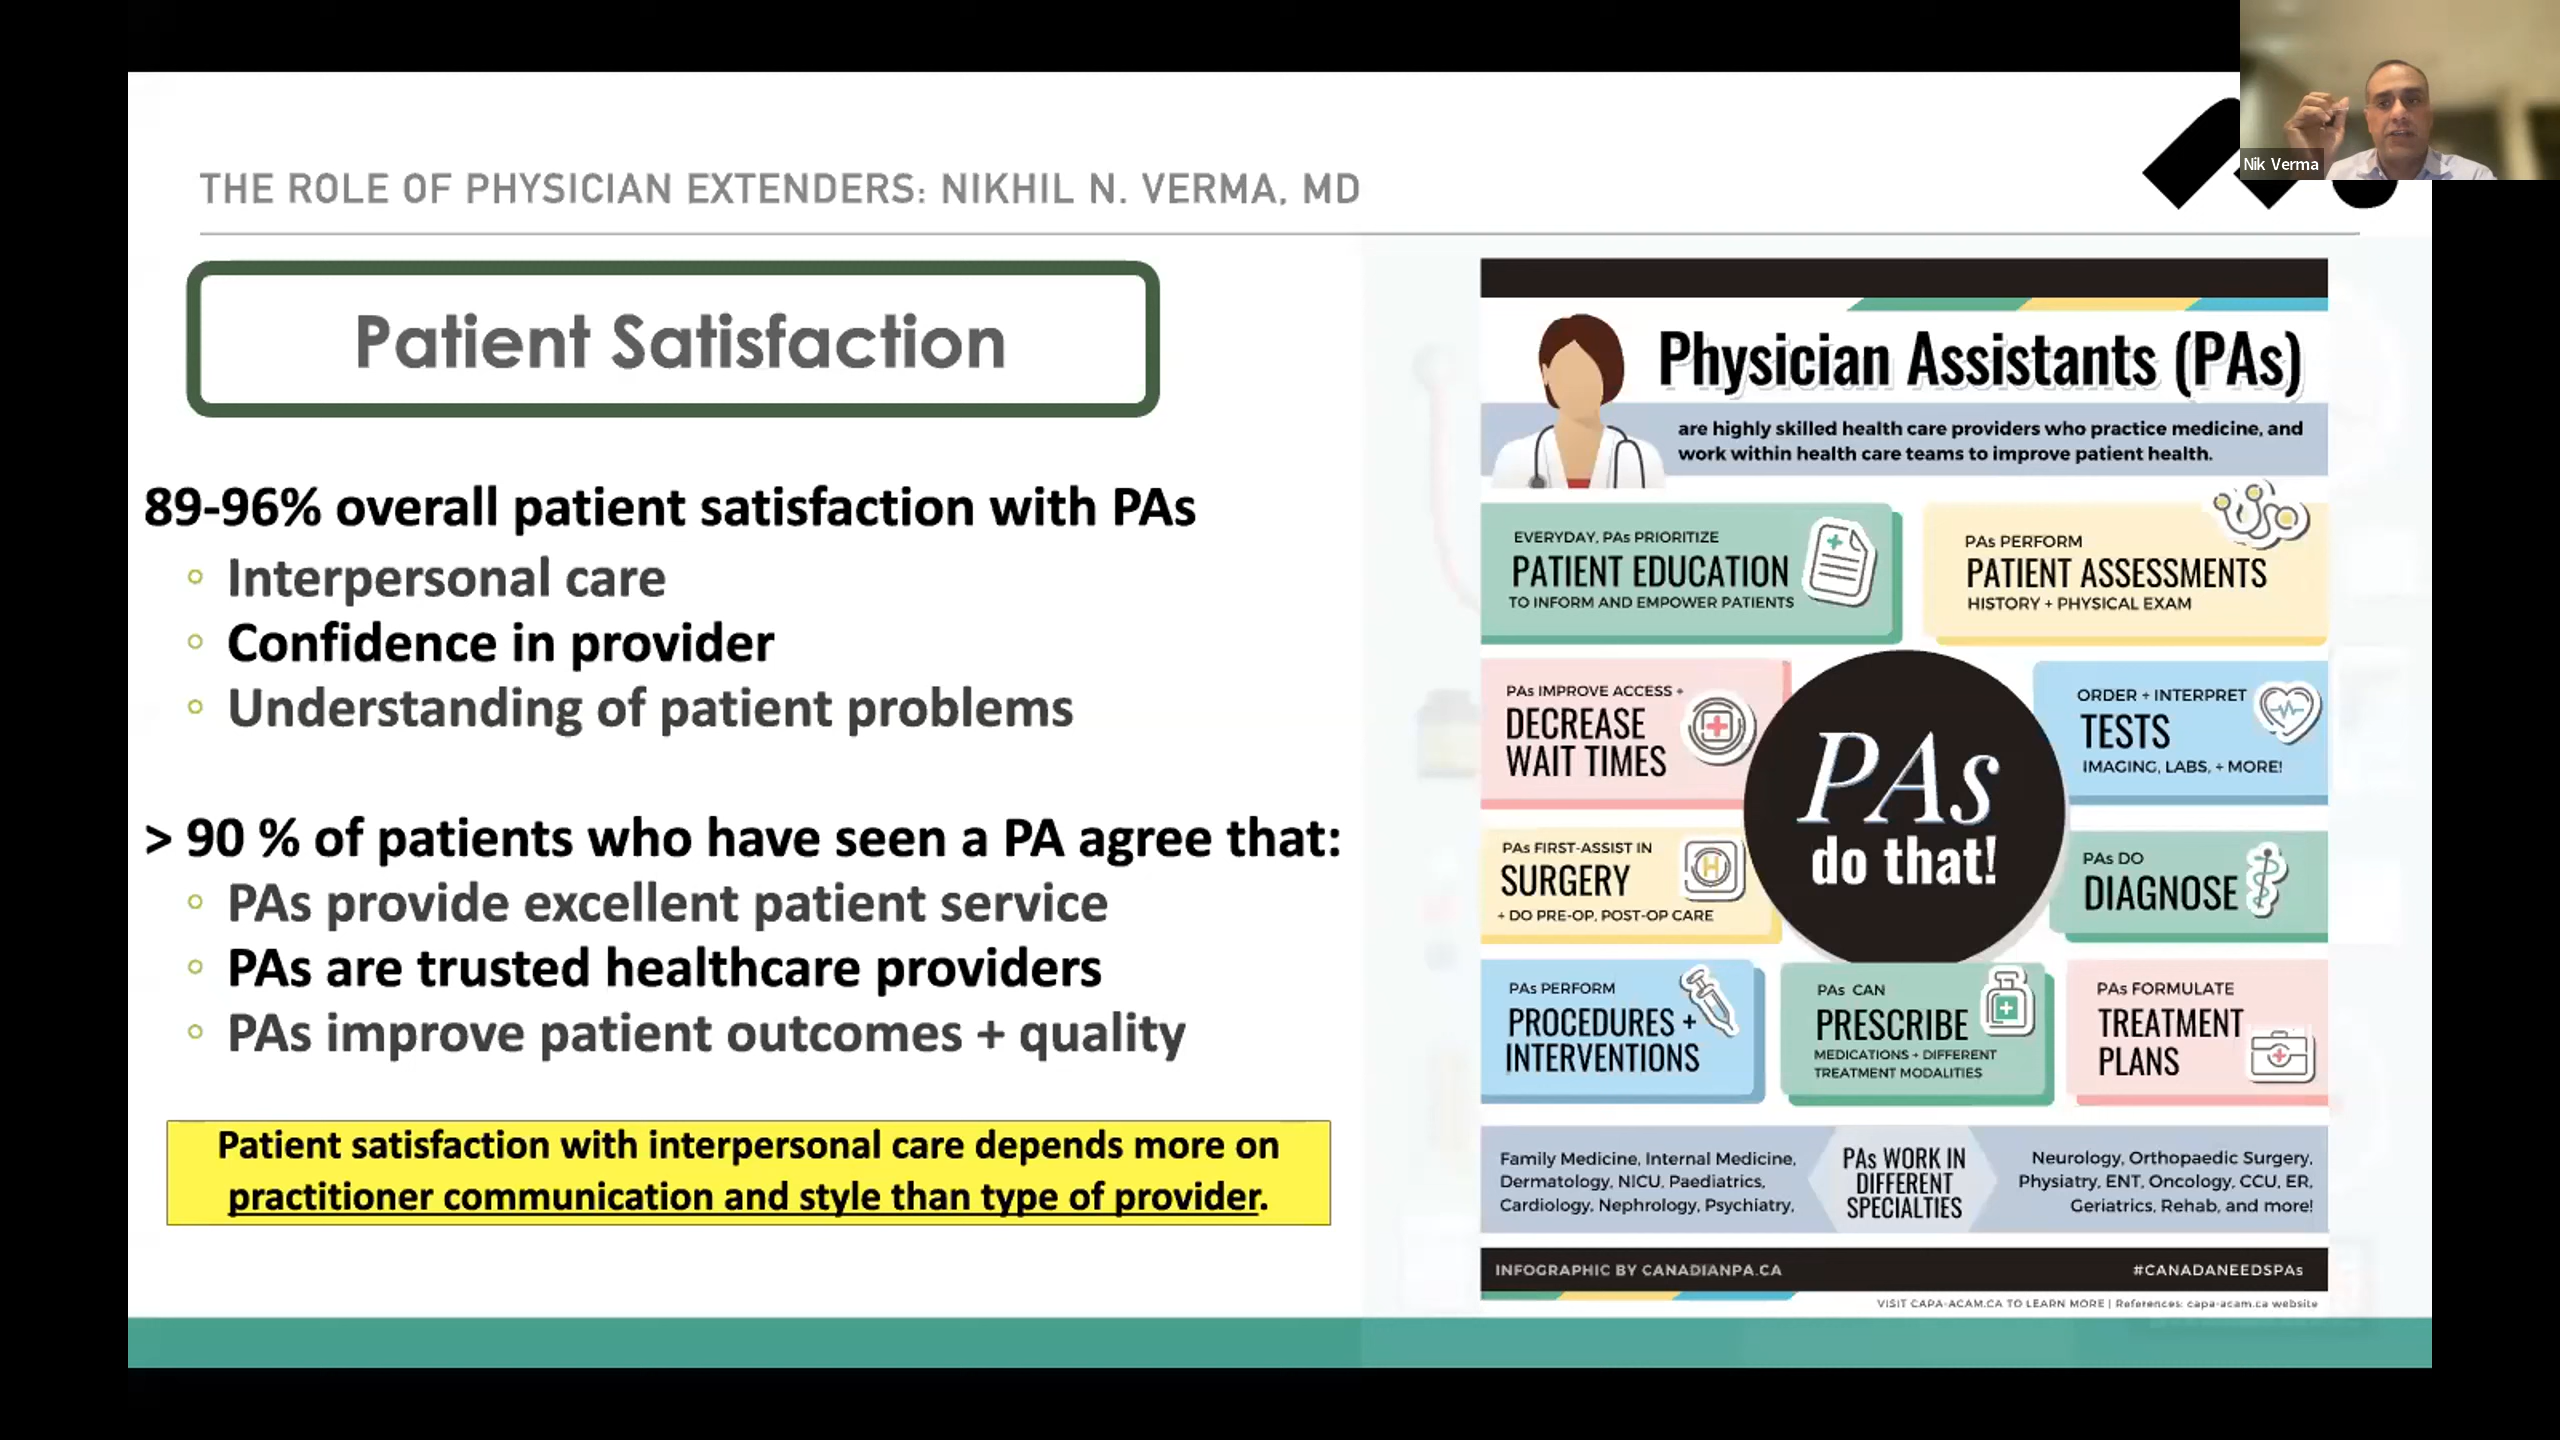 Nik Verma
THE ROLE OF PHYSICIAN EXTENDERS: NIKHIL N. VERMA, MD
Patient Satisfaction
89-96% overall patient satisfaction with PAs
Interpersonal care
Confidence in provider
Understanding of patient problems
> 90 % of patients who have seen a PA agree that:
PAs provide excellent patient service
PAs are trusted healthcare providers
PAs improve patient outcomes + quality
Patient satisfaction with interpersonal care depends more on
practitioner communication and style than type of provider.
Physician Assistants (PAs)
are highly skilled health care providers who practice medicine, and
work within health care teams to improve patient health.
EVERYDAY, PAs PRIORITIZE
PATIENT EDUCATION
TO INFORM AND EMPOWER PATIENTS
PAs PERFORM
PATIENT ASSESSMENTS
HISTORY + PHYSICAL EXAM
PAs IMPROVE ACCESS +
DECREASE
WAIT TIMES
PAs
do that!
ORDER + INTERPRET
TESTS
IMAGING, LABS, + MORE!
PAs FIRST-ASSIST IN
SURGERY
+ DO PRE-OP, POST-OP CARE
H
PAs DO
DIAGNOSE
PAs PERFORM
PROCEDURES +
INTERVENTIONS
PAs CAN
PRESCRIBE
MEDICATIONS + DIFFERENT
TREATMENT MODALITIES
PAs FORMULATE
TREATMENT
PLANS
Family Medicine, Internal Medicine,
Dermatology, NICU, Paediatrics,
Cardiology, Nephrology, Psychiatry,
PAs WORK IN
DIFFERENT
SPECIALTIES
Neurology, Orthopaedic Surgery,
Physiatry, ENT, Oncology, CCU, ER,
Geriatrics, Rehab, and more!
INFOGRAPHIC BY CANADIANPA.CA
#CANADANEEDSPAs
VISIT CAPA-ACAM.CA TO LEARN MORE | References: capa-acam.ca website